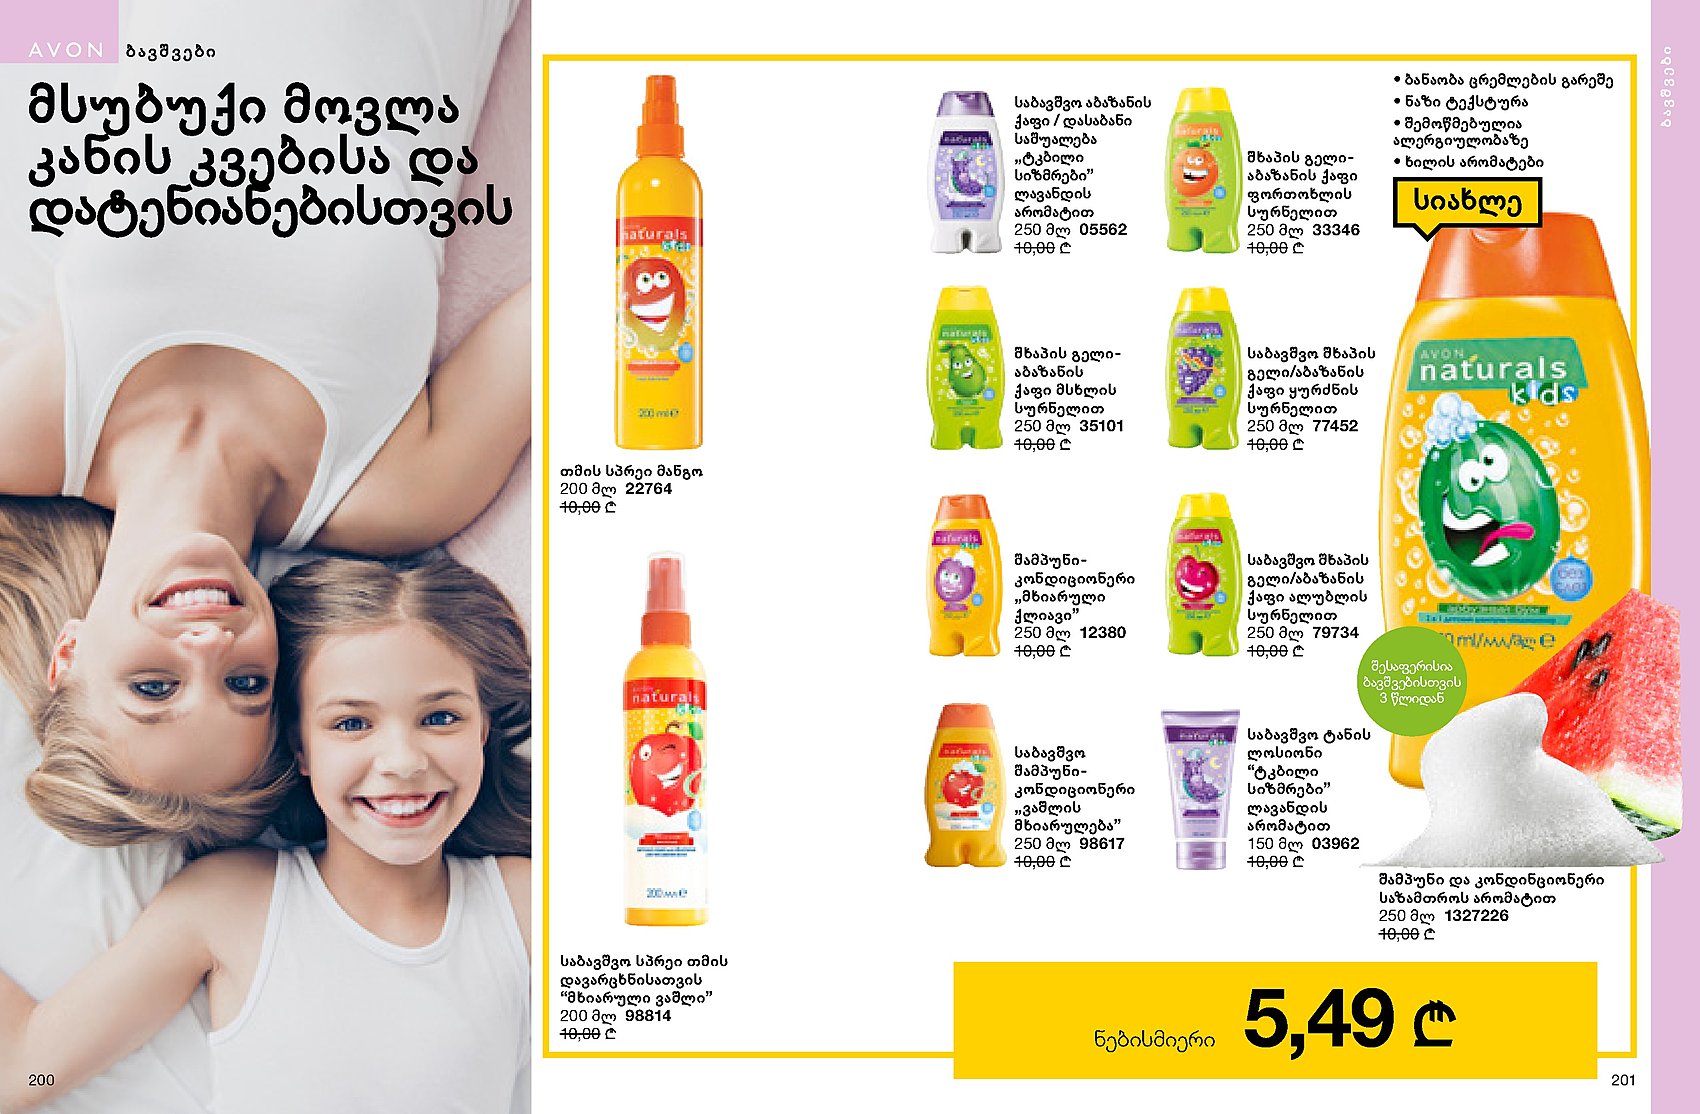 AVON ბავშვები
მსუბუქი მოვლა
კანის კვებისა და
დატენიანებისთვის
200
თმის სპრეი მანგო
200 მლ 22764
10,00 ₾
საბავშვო სპრეი თმის
დავარცხნისათვის
“მხიარული ვაშლი”
200 მლ 98814
10,00 ₾
საბავშვო აბაზანის
ქაფი / დასაბანი
საშუალება
„ტკბილი
სიზმრები”
ლავანდის
არომატით
250 მლ 05562
10,00 ₾
შხაპის გელი-
აბაზანის ქაფი
ფორთოხლის
სურნელით
250 მლ 33346
10,00 ₾
შხაპის გელი-
აბაზანის
ქაფი მსხლის
სურნელით
250 მლ 35101
10,00 ₾
საბავშვო შხაპის
გელი/აბაზანის
ქაფი ყურძნის
სურნელით
250 მლ 77452
10,00 ₾
შამპუნი-
კონდიციონერი
„მხიარული
ქლიავი”
250 მლ 12380
10,00 ₾
საბავშვო შხაპის
გელი/აბაზანის
ქაფი ალუბლის
სურნელით
250 მლ 79734
10,00 ₾
საბავშვო
შამპუნი-
კონდიციონერი
„ვაშლის
მხიარულება”
250 მლ 98617
10,00 ₾
საბავშვო ტანის
ლოსიონი
“ტკბილი
სიზმრები”
ლავანდის
არომატით
150 მლ 03962
10,00 ₾
• ბანაობა ცრემლების გარეშე
• ნაზი ტექსტურა
• შემოწმებულია
ალერგიულობაზე
• ხილის არომატები
სიახლე
AVON
naturals
kids
შესაფერისია
ბავშვებისთვის
3 წლიდან
შამპუნი და კონდინციონერი
საზამთროს არომატით
250 მლ 1327226
10,00 ₾
ნებისმიერი 5,49 ₾
ბავშვები
201